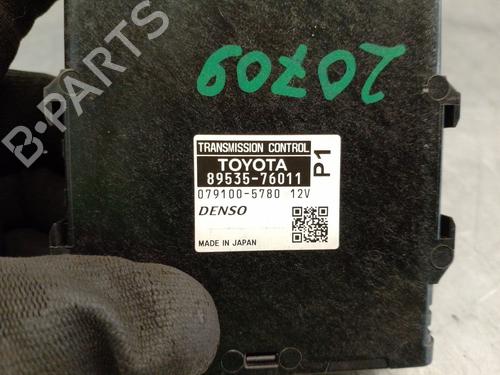 20709
B-PARTS
TRANSMISSION CONTROL
TOYOTA
89535-76011
P1
079100-5780 12V
DENSO
MADE IN JAPAN